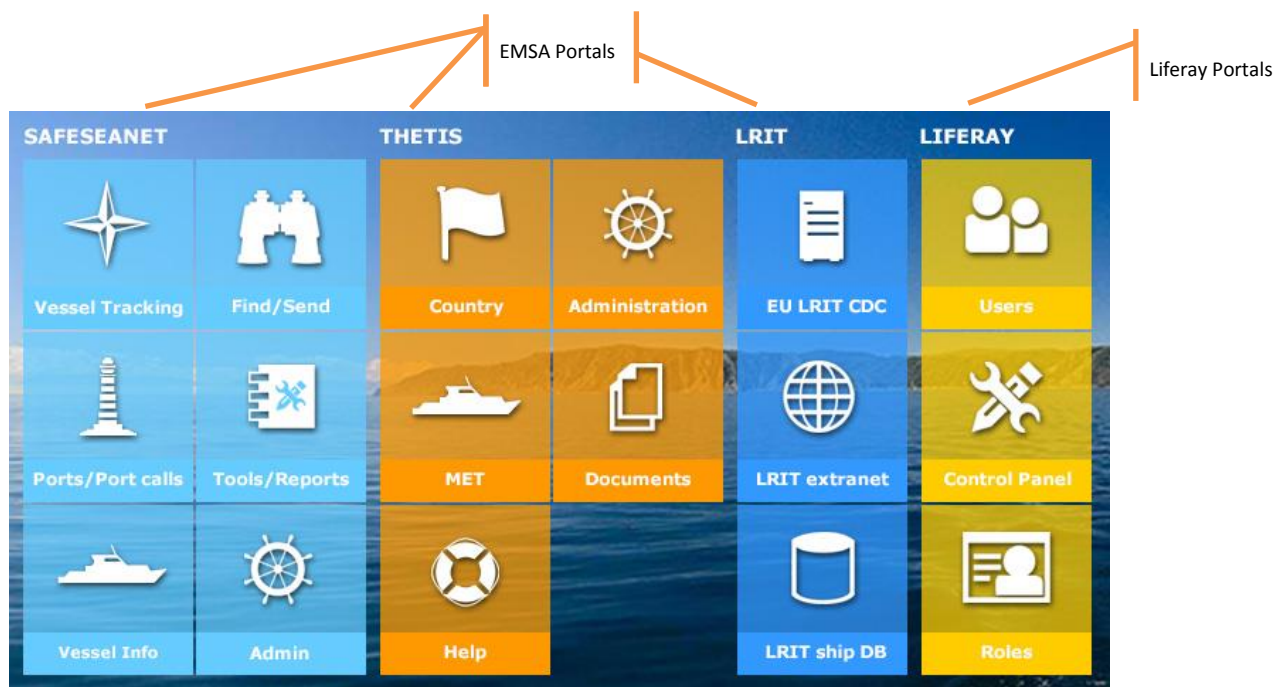 EMSA Portals
Liferay Portals
SAFESEANET THETIS LRIT LIFERAY
Vessel Tracking Find/Send Country Administration EU LRIT CDC Users
Ports/Port calls Tools/Reports MET Documents LRIT extranet Control Panel
Vessel Info Admin Help LRIT ship DB Roles